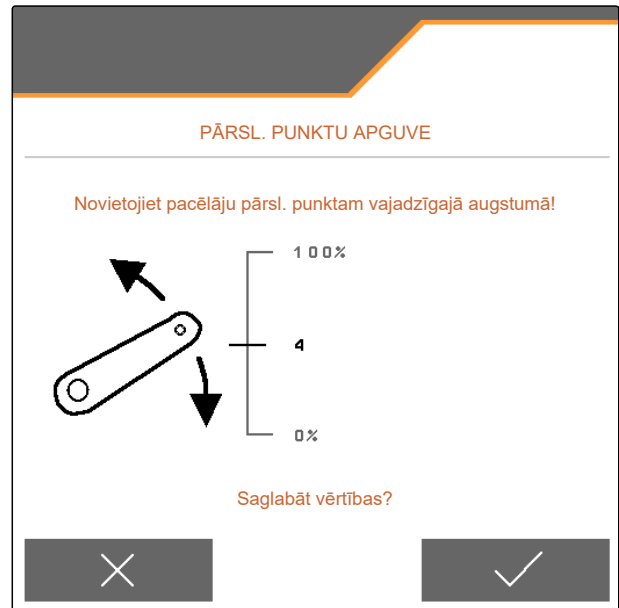 PĀRSL. PUNKTU APGUVE
Novietojiet pacēlāju pārsl. punktam vajadzīgajā augstumā!
100%
4
0%
Saglabāt vērtības?